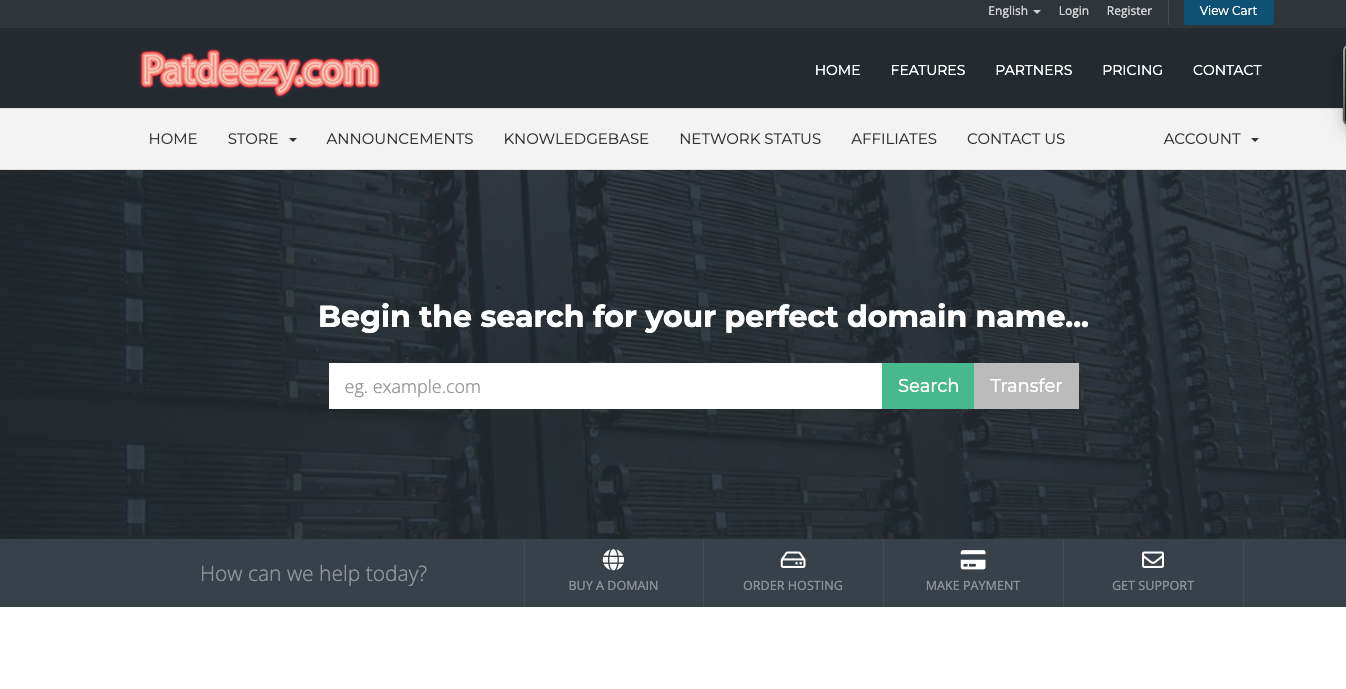 English Login Register View Cart
Patdeezy.com HOME FEATURES PARTNERS PRICING CONTACT
HOME STORE ANNOUNCEMENTS KNOWLEDGEBASE NETWORK STATUS AFFILIATES CONTACT US ACCOUNT
Begin the search for your perfect domain name...
eg. example.com Search Transfer
How can we help today? BUY A DOMAIN ORDER HOSTING MAKE PAYMENT GET SUPPORT